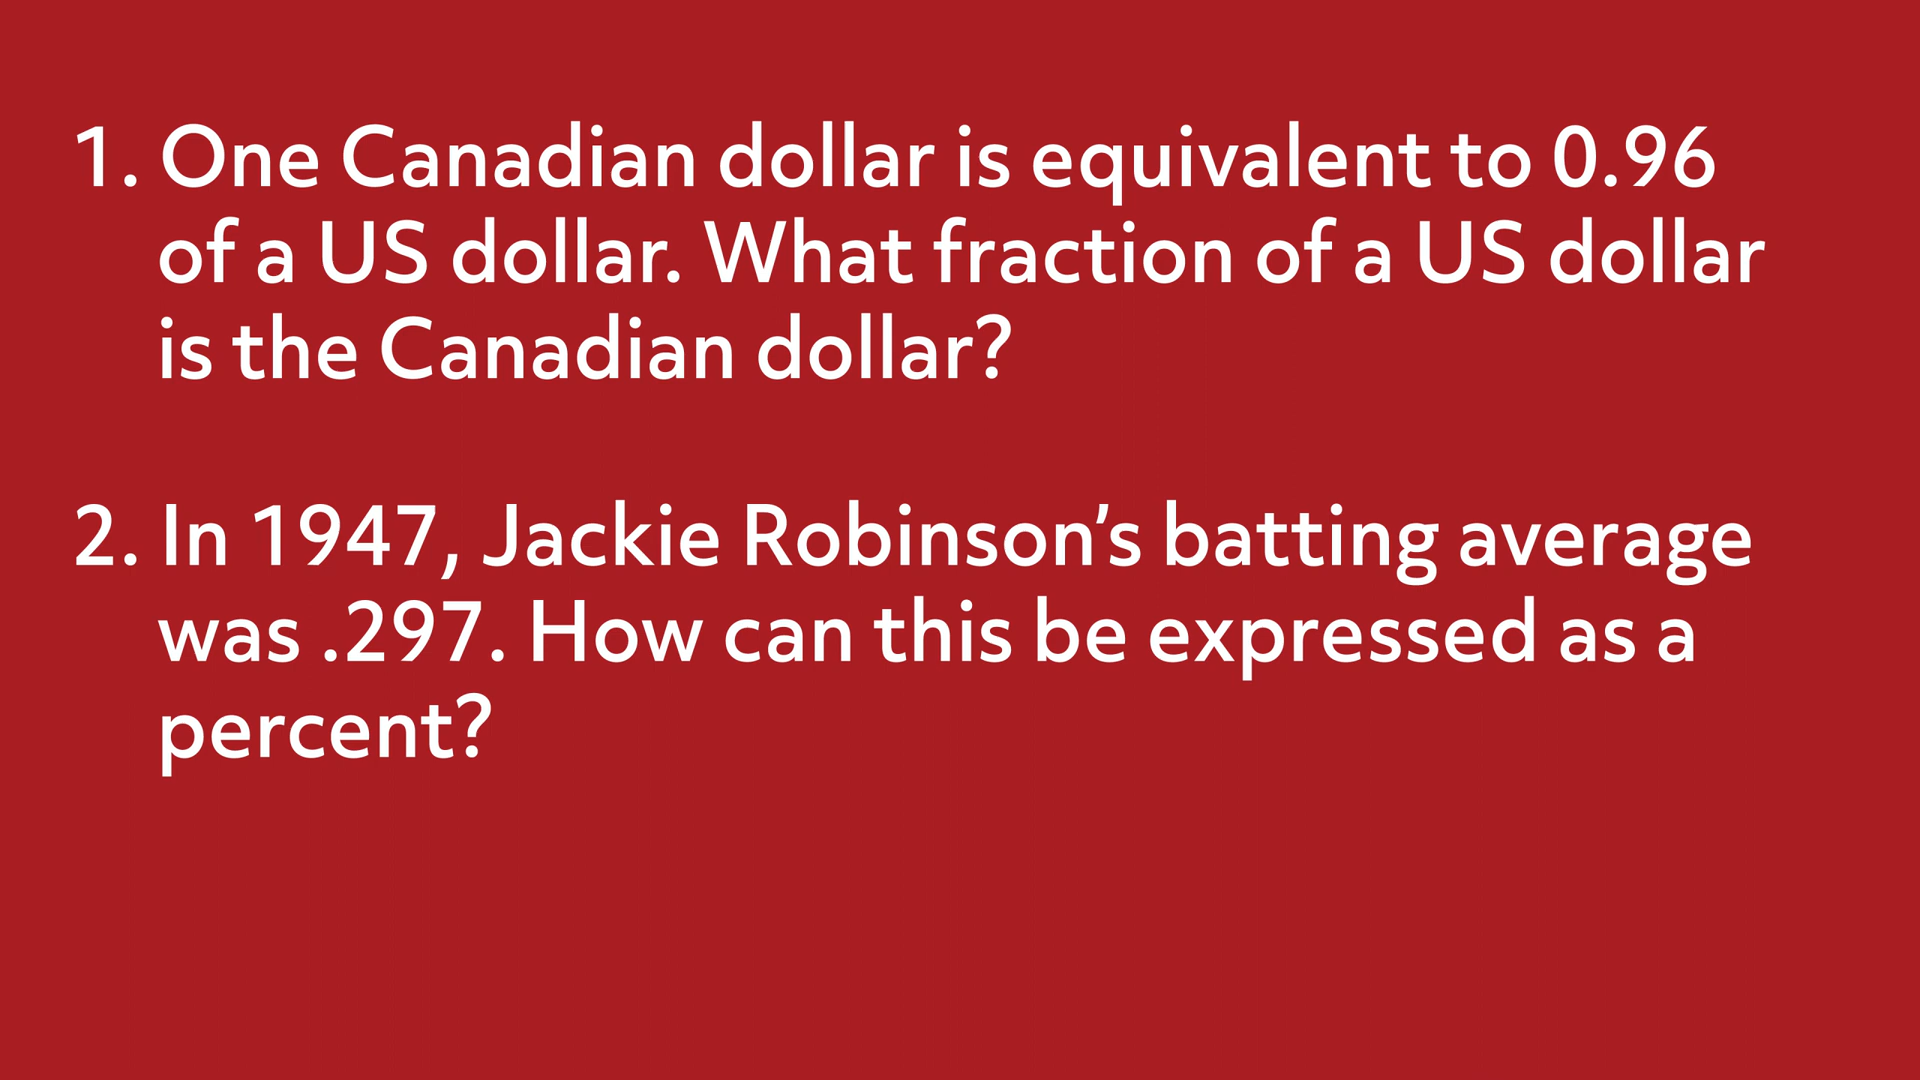 1. One Canadian dollar is equivalent to 0.96
of a US dollar. What fraction of a US dollar
is the Canadian dollar?
2. In 1947, Jackie Robinson’s batting average
was .297. How can this be expressed as a
percent?